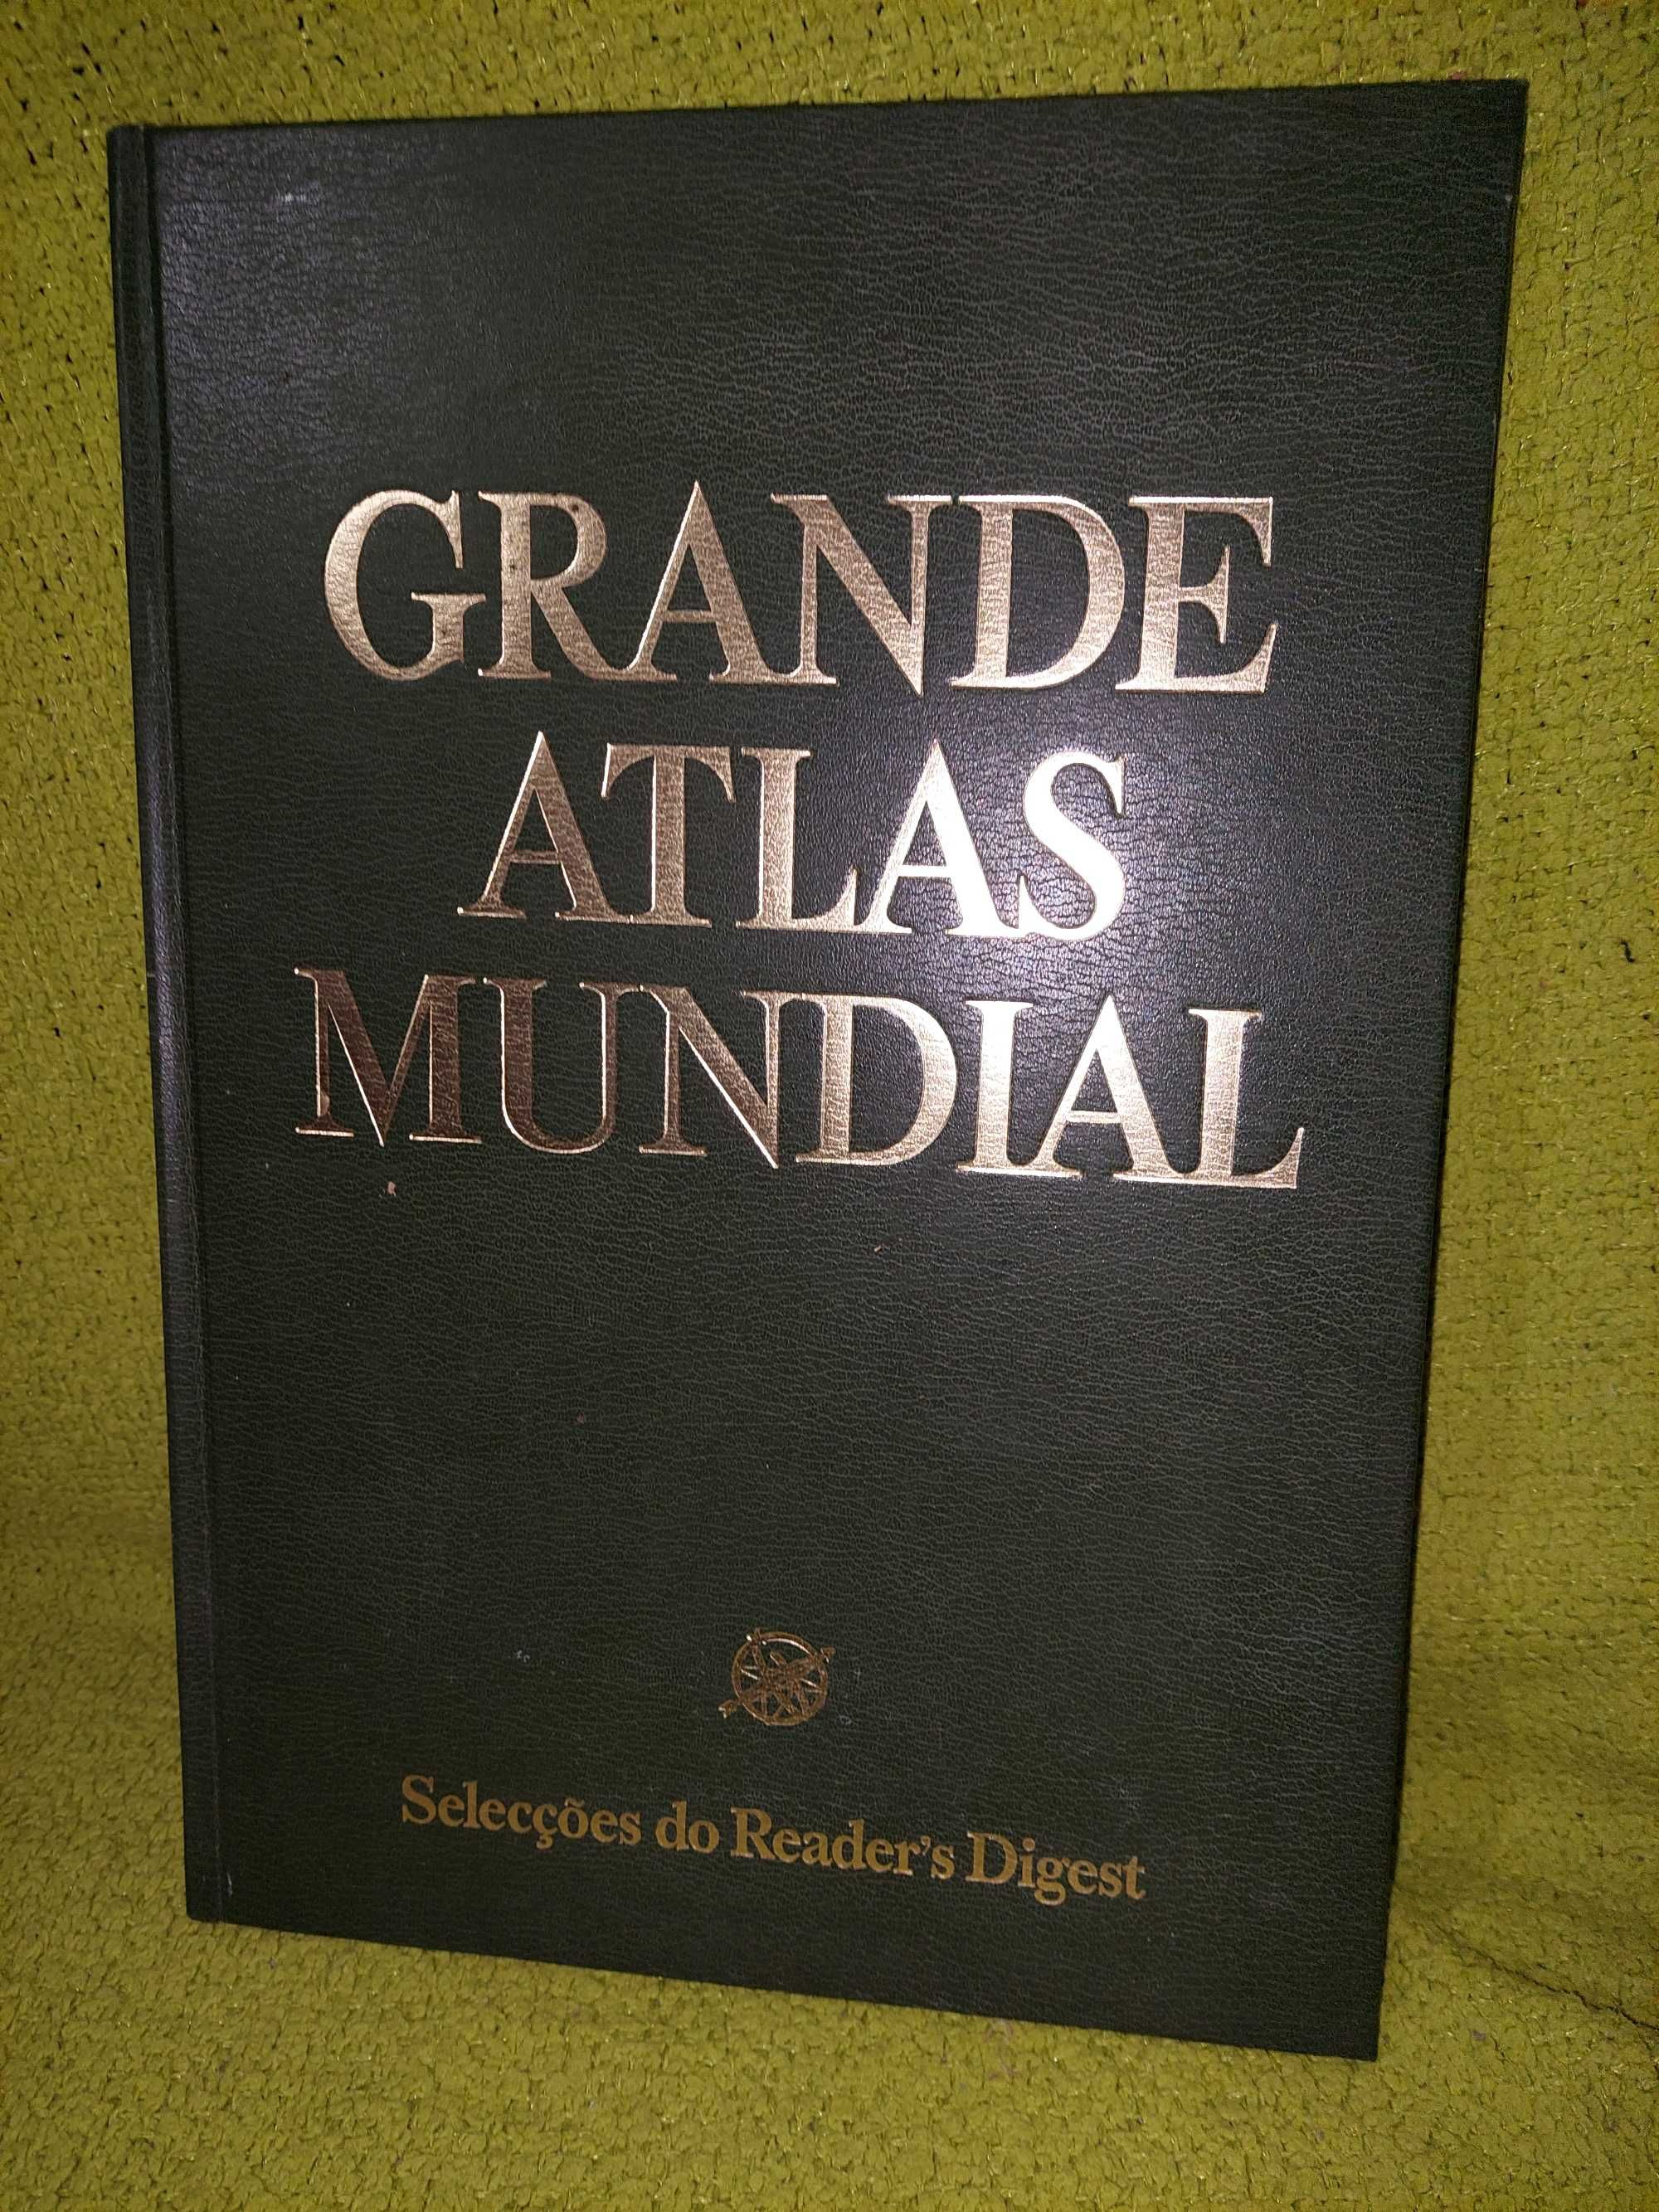 GRANDE
ATLAS
MUNDIAL
Selecções do Reader's Digest